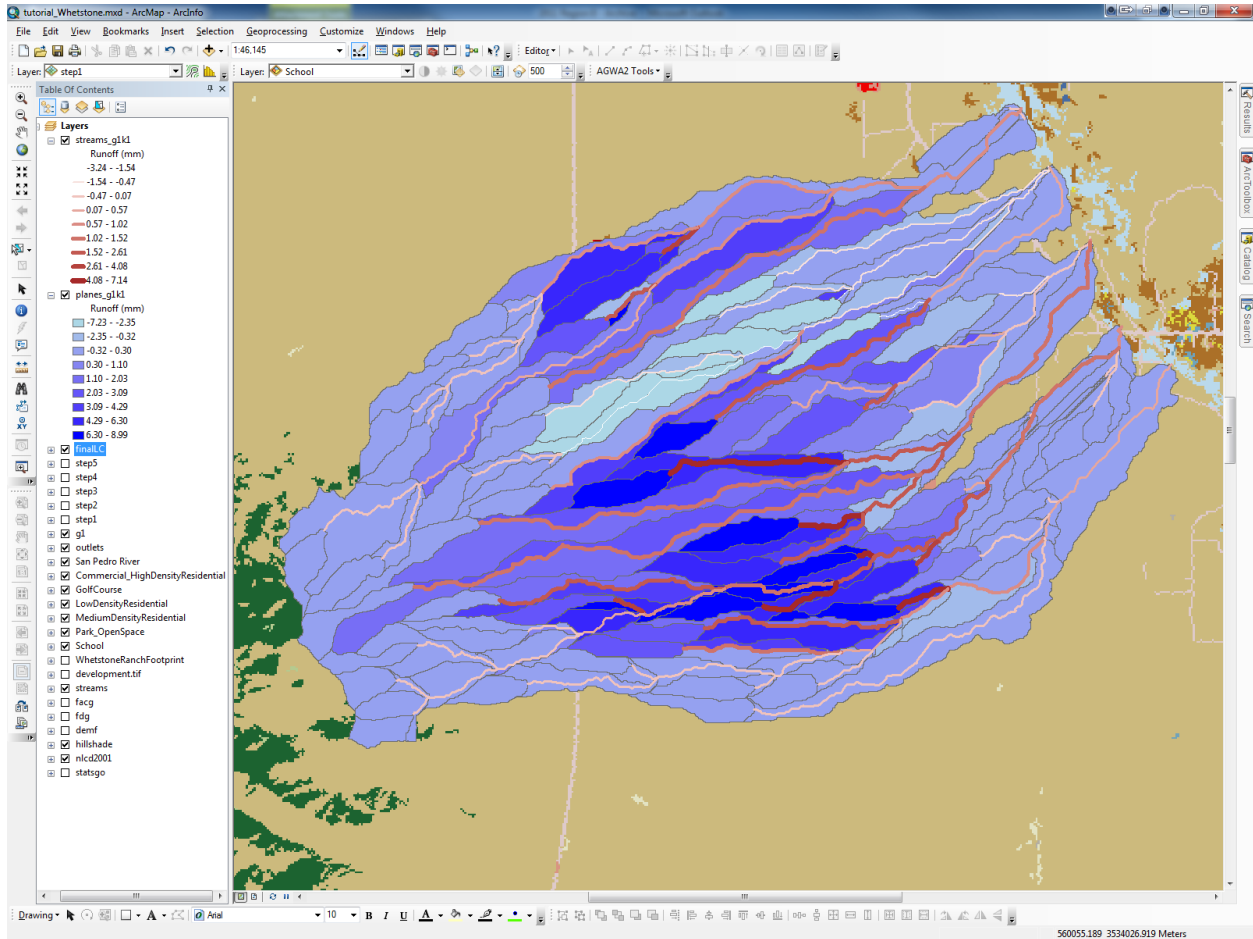 tutorial_Whetstone.mxd - ArcMap - ArcInfo
File Edit View Bookmarks Insert Selection Geoprocessing Customize Windows Help
1:46,145 Editor
Layer: step1 Layer: School 500 AGWA2 Tools
Table Of Contents
Layers
streams_g1k1
Runoff (mm)
-3.24 - -1.54
-1.54 - -0.47
-0.47 - 0.07
0.07 - 0.57
0.57 - 1.02
1.02 - 1.52
1.52 - 2.61
2.61 - 4.08
4.08 - 7.14
planes_g1k1
Runoff (mm)
-7.23 - -2.35
-2.35 - -0.32
-0.32 - 0.30
0.30 - 1.10
1.10 - 2.03
2.03 - 3.09
3.09 - 4.29
4.29 - 6.30
6.30 - 8.99
finalLC
step5
step4
step3
step2
step1
g1
outlets
San Pedro River
Commercial_HighDensityResidential
GolfCourse
LowDensityResidential
MediumDensityResidential
Park_OpenSpace
School
WhetstoneRanchFootprint
development.tif
streams
facg
fdg
demf
hillshade
nlcd2001
statsgo
Results
ArcToolbox
Catalog
Search
Drawing A Arial 10 B I U A
560055.189 3534026.919 Meters